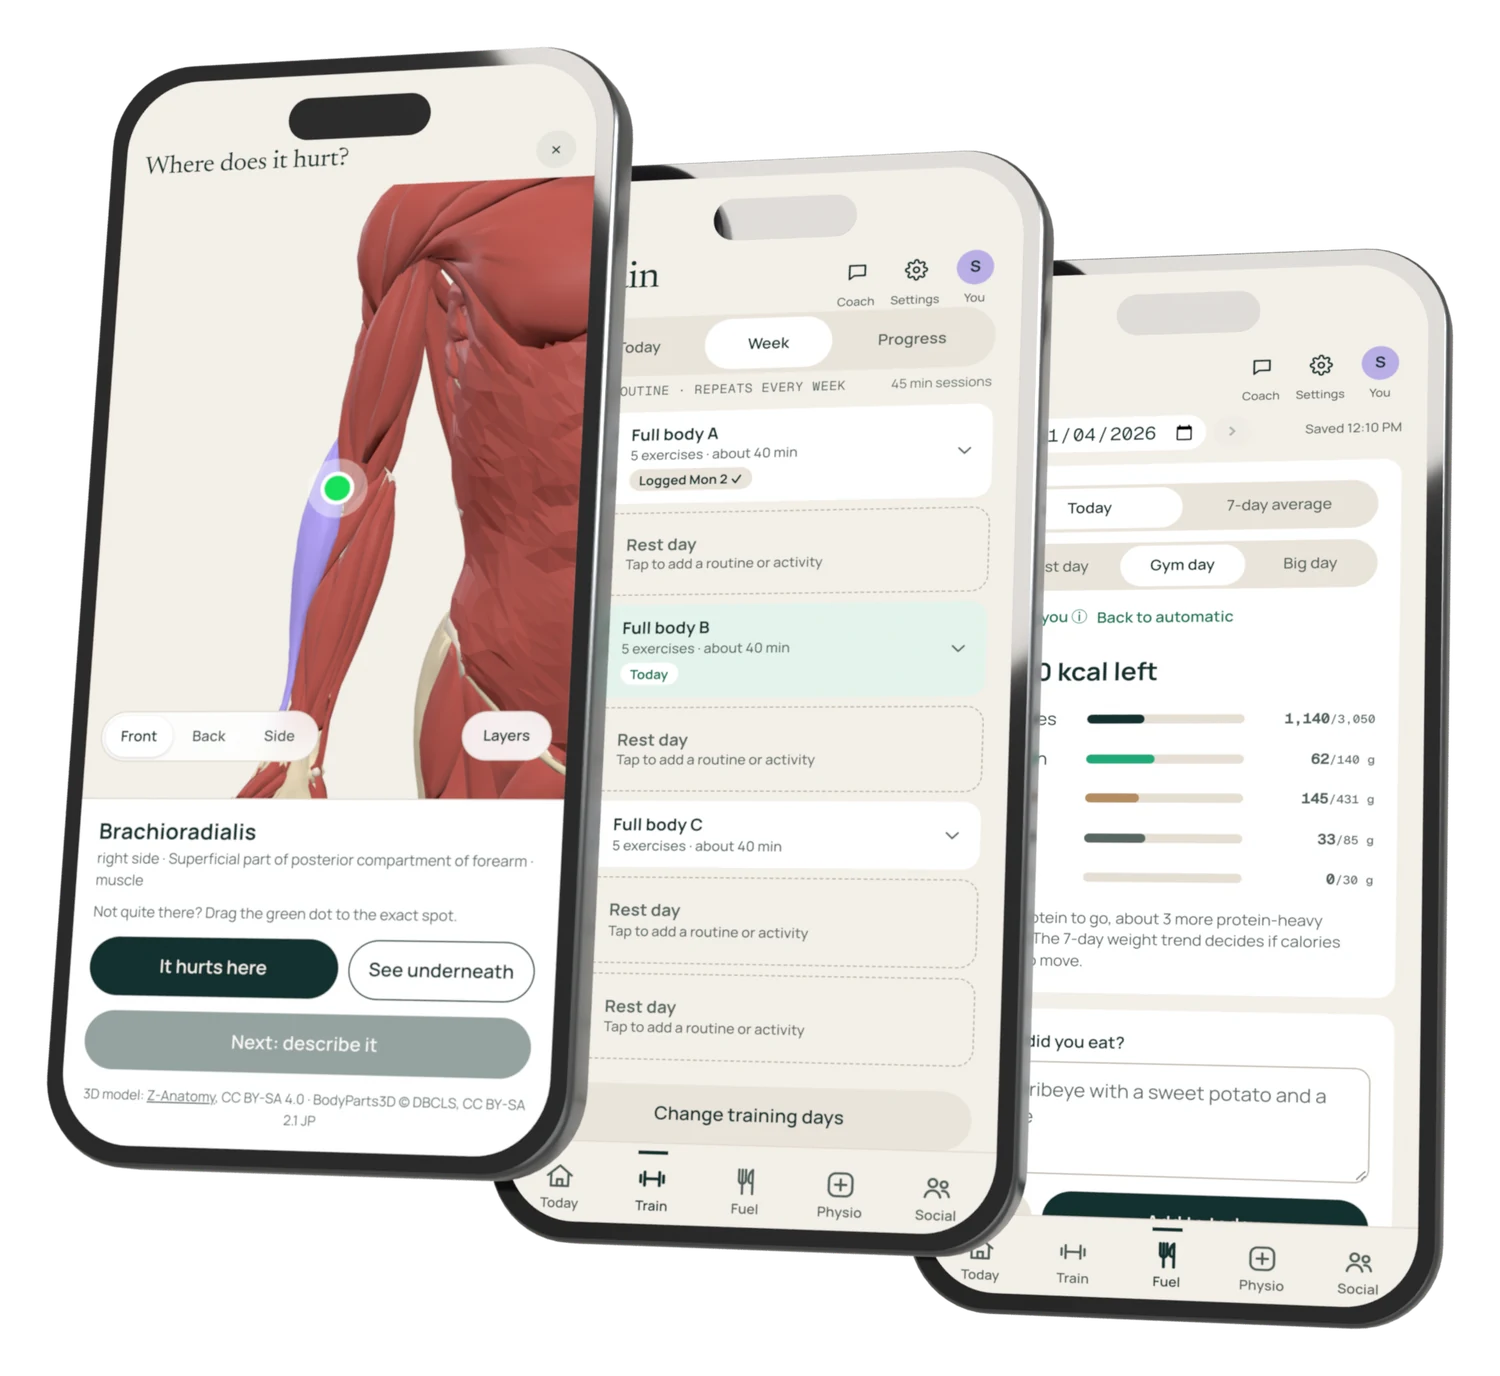 Where does it hurt?
Front
Back
Side
Layers
Brachioradialis
right side · Superficial part of posterior compartment of forearm ·
muscle
Not quite there? Drag the green dot to the exact spot.
It hurts here
See underneath
Next: describe it
3D model: Z-Anatomy, CC BY-SA 4.0 · BodyParts3D © DBCLS, CC BY-SA
2.1 JP
in
Coach
Settings
S
You
Today
Week
Progress
OUTINE · REPEATS EVERY WEEK
45 min sessions
Full body A
5 exercises · about 40 min
Logged Mon 2 ✓
Rest day
Tap to add a routine or activity
Full body B
5 exercises · about 40 min
Today
Rest day
Tap to add a routine or activity
Full body C
5 exercises · about 40 min
Rest day
Tap to add a routine or activity
Rest day
Tap to add a routine or activity
Change training days
Today
Train
Fuel
Physio
Social
Coach
Settings
S
You
1/04/2026
Saved 12:10 PM
Today
7-day average
st day
Gym day
Big day
you ⓘ Back to automatic
0 kcal left
es
1,140/3,050
n
62/140 g
145/431 g
33/85 g
0/30 g
otein to go, about 3 more protein-heavy
The 7-day weight trend decides if calories
move.
did you eat?
ribeye with a sweet potato and a
e
Today
Train
Fuel
Physio
Social